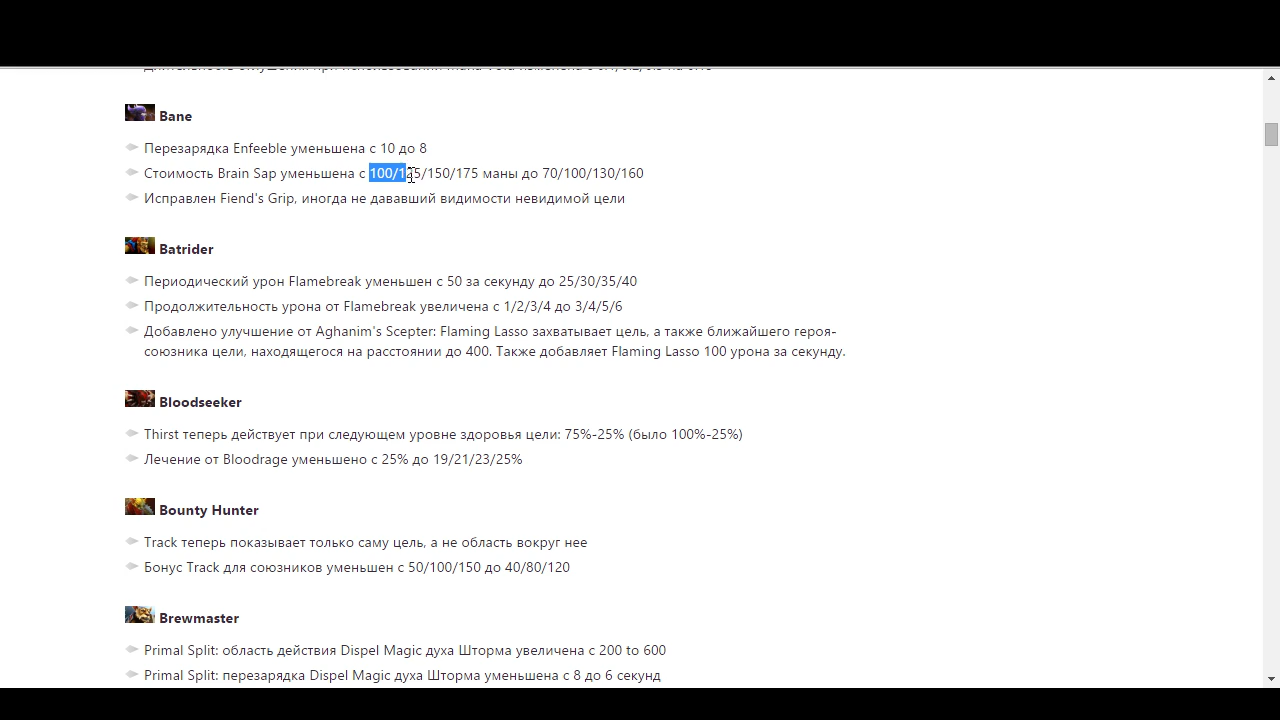 Bane
Перезарядка Enfeeble уменьшена с 10 до 8
Стоимость Brain Sap уменьшена с 100/125/150/175 маны до 70/100/130/160
Исправлен Fiend's Grip, иногда не дававший видимости невидимой цели
Batrider
Периодический урон Flamebreak уменьшен с 50 за секунду до 25/30/35/40
Продолжительность урона от Flamebreak увеличена с 1/2/3/4 до 3/4/5/6
Добавлено улучшение от Aghanim's Scepter: Flaming Lasso захватывает цель, а также ближайшего героя-
союзника цели, находящегося на расстоянии до 400. Также добавляет Flaming Lasso 100 урона за секунду.
Bloodseeker
Thirst теперь действует при следующем уровне здоровья цели: 75%-25% (было 100%-25%)
Лечение от Bloodrage уменьшено с 25% до 19/21/23/25%
Bounty Hunter
Track теперь показывает только саму цель, а не область вокруг нее
Бонус Track для союзников уменьшен с 50/100/150 до 40/80/120
Brewmaster
Primal Split: область действия Dispel Magic духа Шторма увеличена с 200 to 600
Primal Split: перезарядка Dispel Magic духа Шторма уменьшена с 8 до 6 секунд